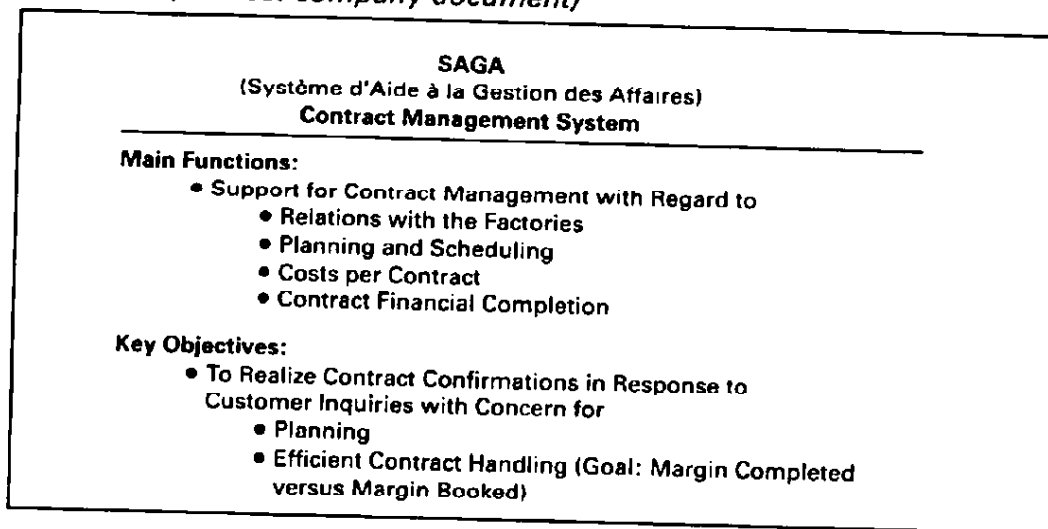 company document)
SAGA
(Système d'Aide à la Gestion des Affaires)
Contract Management System
Main Functions:
• Support for Contract Management with Regard to
• Relations with the Factories
• Planning and Scheduling
• Costs per Contract
• Contract Financial Completion
Key Objectives:
• To Realize Contract Confirmations in Response to
Customer Inquiries with Concern for
• Planning
• Efficient Contract Handling (Goal: Margin Completed
versus Margin Booked)